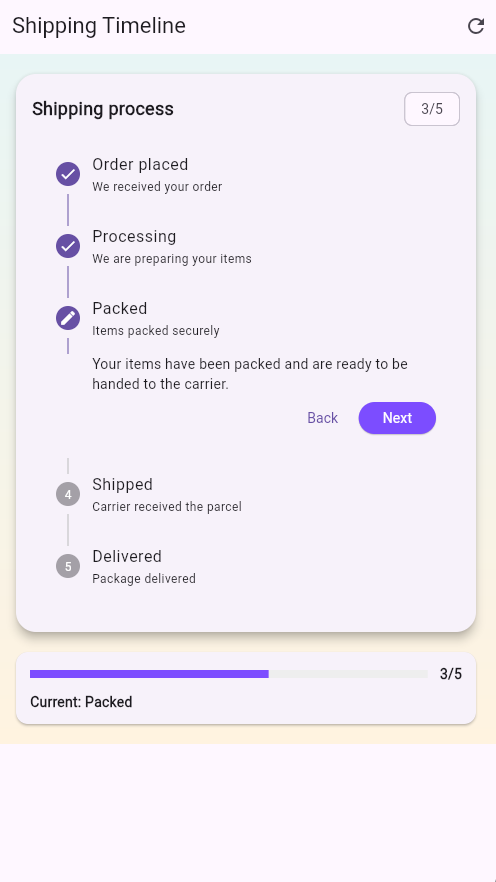 Shipping Timeline
Shipping process
3/5
Order placed
We received your order
Processing
We are preparing your items
Packed
Items packed securely
Your items have been packed and are ready to be
handed to the carrier.
Back
Next
4
Shipped
Carrier received the parcel
5
Delivered
Package delivered
3/5
Current: Packed